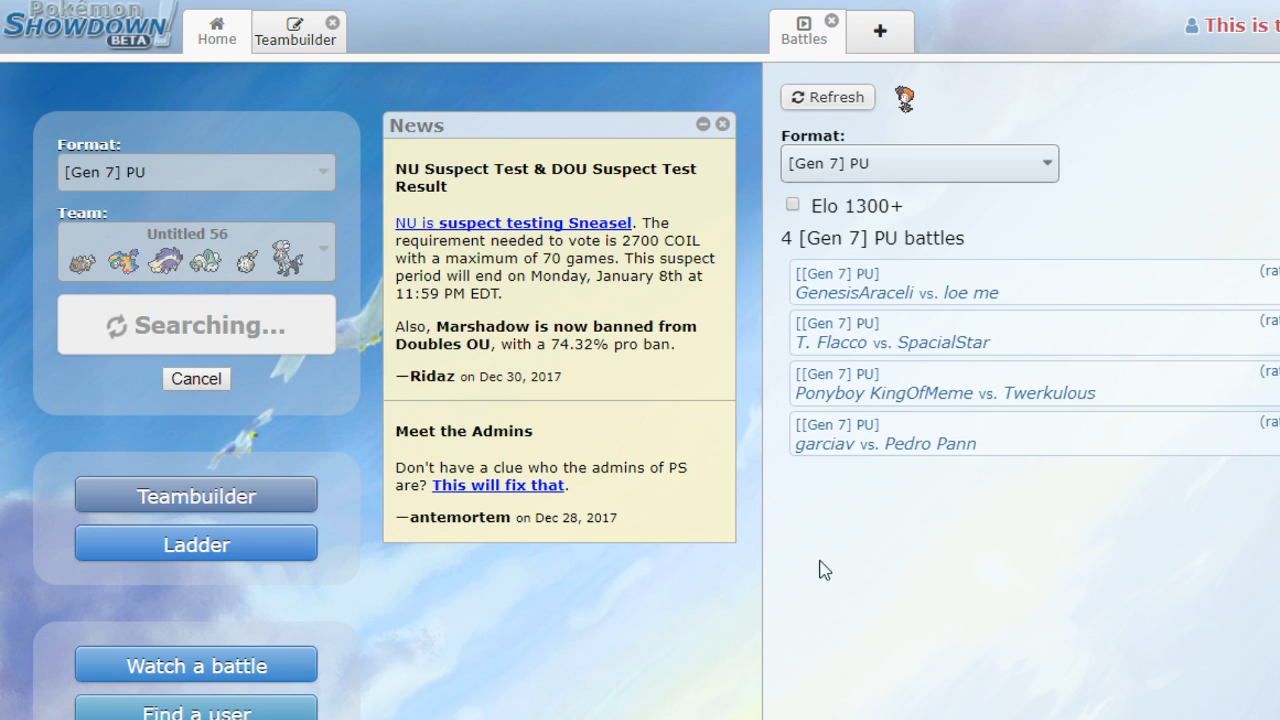 Pokémon
SHOWDOWN!
BETA
Home
Teambuilder
Battles
This is t
Format:
[Gen 7] PU
Team:
Untitled 56
Searching...
Cancel
Teambuilder
Ladder
Watch a battle
Find a user
News
NU Suspect Test & DOU Suspect Test
Result
NU is suspect testing Sneasel. The
requirement needed to vote is 2700 COIL
with a maximum of 70 games. This suspect
period will end on Monday, January 8th at
11:59 PM EDT.
Also, Marshadow is now banned from
Doubles OU, with a 74.32% pro ban.
—Ridaz on Dec 30, 2017
Meet the Admins
Don't have a clue who the admins of PS
are? This will fix that.
—antemortem on Dec 28, 2017
Refresh
Format:
[Gen 7] PU
Elo 1300+
4 [Gen 7] PU battles
[[Gen 7] PU] (rat
GenesisAraceli vs. loe me
[[Gen 7] PU] (rat
T. Flacco vs. SpacialStar
[[Gen 7] PU] (rat
Ponyboy KingOfMeme vs. Twerkulous
[[Gen 7] PU] (rat
garciav vs. Pedro Pann